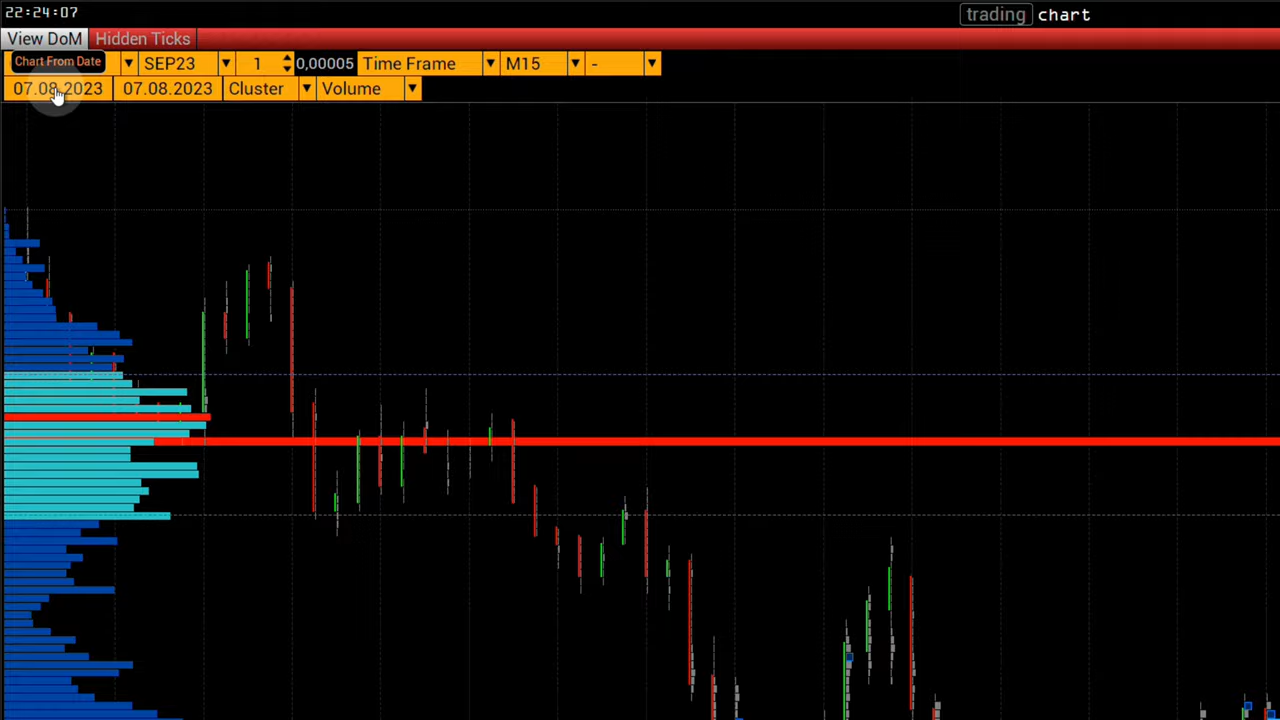 22:24:07
trading chart
View DoM Hidden Ticks
Chart From Date SEP23 1 0,00005 Time Frame M15 -
07.08.2023 07.08.2023 Cluster Volume